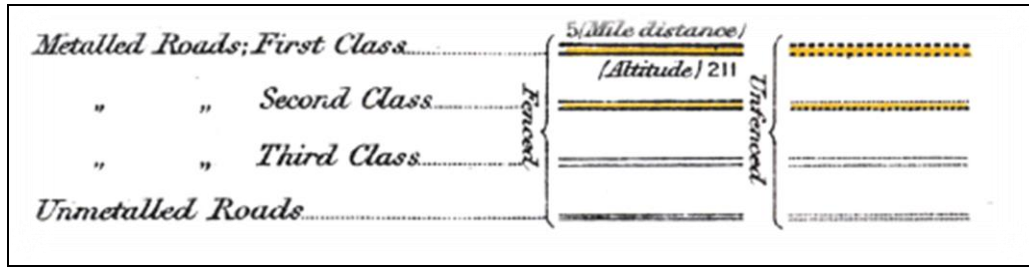 5 (Mile distance)
Metalled Roads; First Class
(Altitude) 211
„ „ Second Class
„ „ Third Class
Unmetalled Roads
Fenced
Unfenced